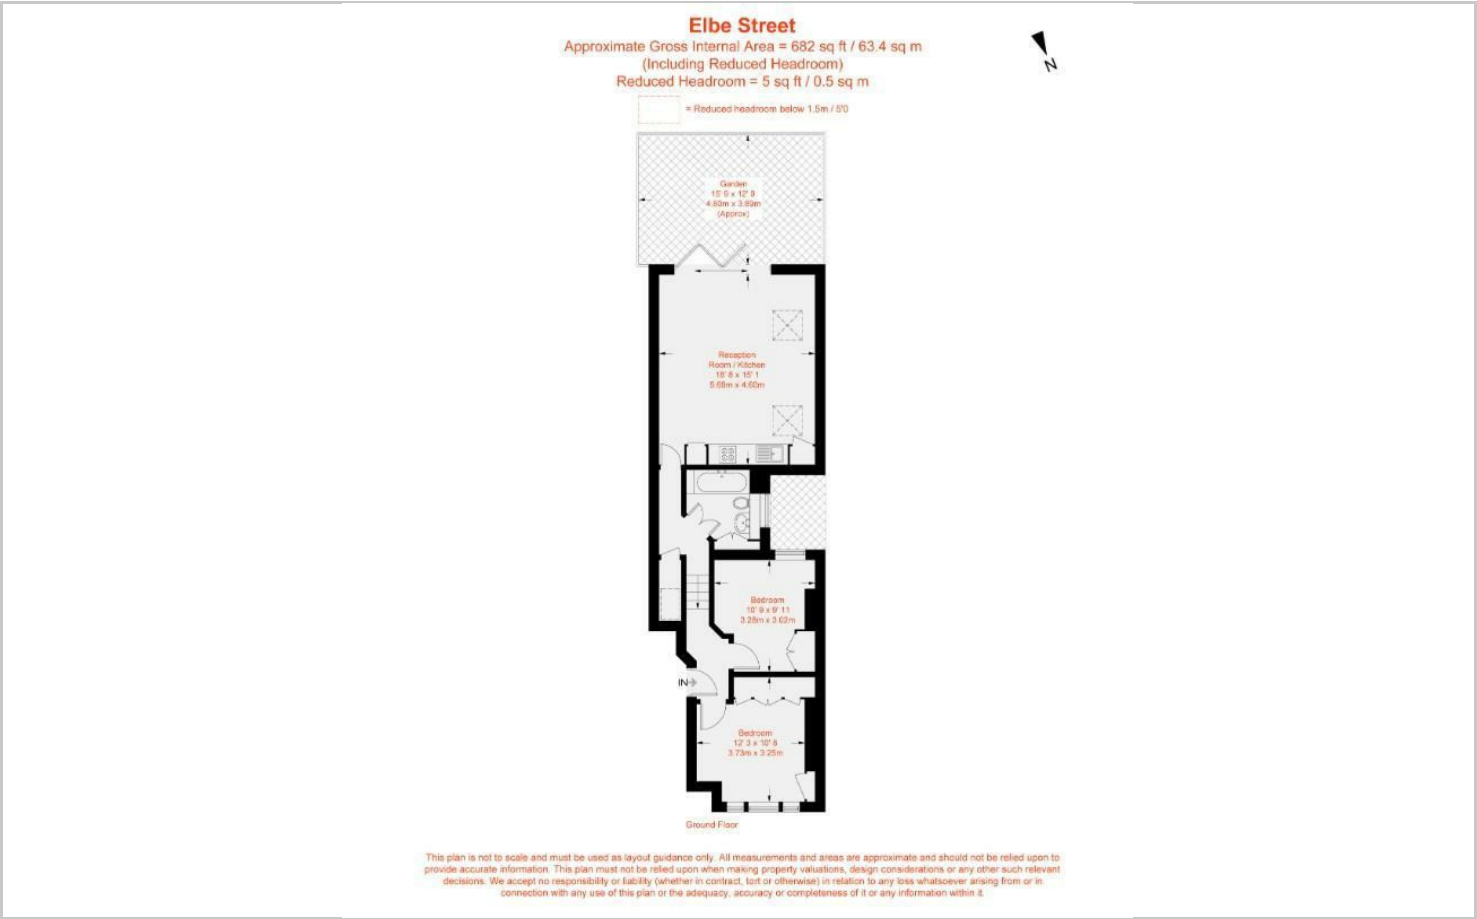 Elbe Street
Approximate Gross Internal Area = 682 sq ft / 63.4 sq m
(Including Reduced Headroom)
Reduced Headroom = 5 sq ft / 0.5 sq m
= Reduced headroom below 1.5m / 5'0
N
Garden
15' 9 x 12' 9
4.80m x 3.89m
(Approx)
Reception
Room / Kitchen
18' 8 x 15' 1
5.68m x 4.60m
Bedroom
10' 9 x 9' 11
3.28m x 3.02m
IN
Bedroom
12' 3 x 10' 8
3.73m x 3.25m
Ground Floor
This plan is not to scale and must be used as layout guidance only. All measurements and areas are approximate and should not be relied upon to
provide accurate information. This plan must not be relied upon when making property valuations, design considerations or any other such relevant
decisions. We accept no responsibility or liability (whether in contract, tort or otherwise) in relation to any loss whatsoever arising from or in
connection with any use of this plan or the adequacy, accuracy or completeness of it or any information within it.